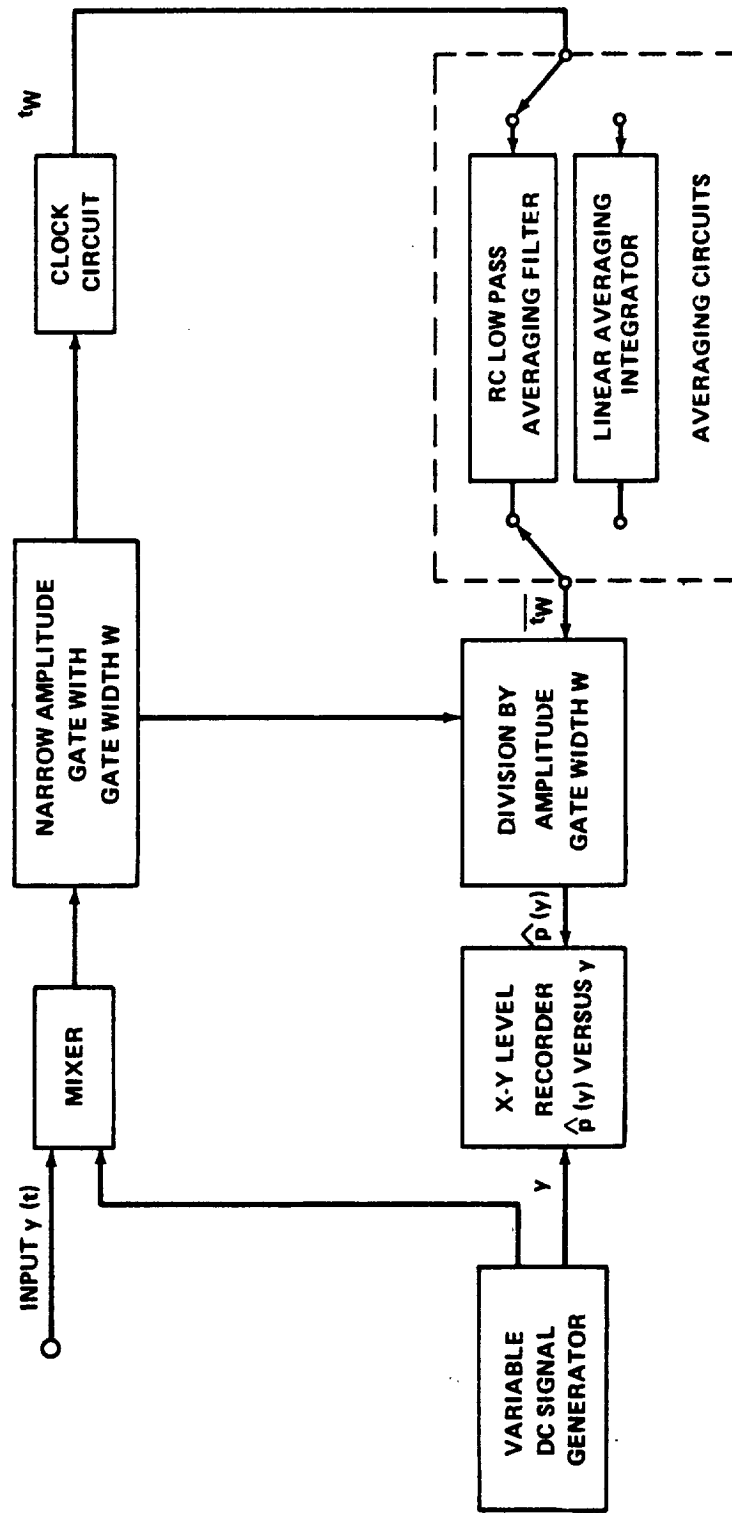 INPUT y (t)
MIXER
NARROW AMPLITUDE
GATE WITH
GATE WIDTH W
CLOCK
CIRCUIT
tW
VARIABLE
DC SIGNAL
GENERATOR
y
X-Y LEVEL
RECORDER
p̂ (y) VERSUS y
p̂ (y)
DIVISION BY
AMPLITUDE
GATE WIDTH W
t̅W̅
RC LOW PASS
AVERAGING FILTER
LINEAR AVERAGING
INTEGRATOR
AVERAGING CIRCUITS